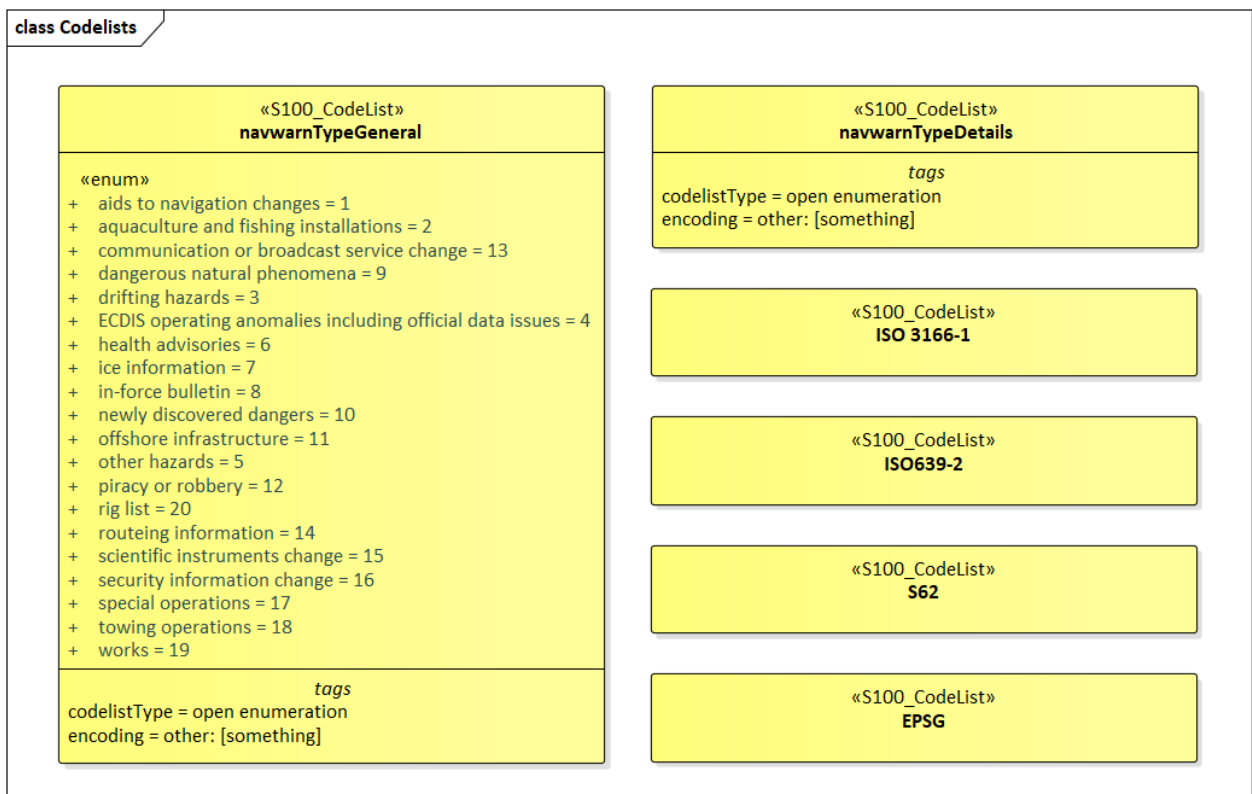 class Codelists
«S100_CodeList»
navwarnTypeGeneral
«enum»
+ aids to navigation changes = 1
+ aquaculture and fishing installations = 2
+ communication or broadcast service change = 13
+ dangerous natural phenomena = 9
+ drifting hazards = 3
+ ECDIS operating anomalies including official data issues = 4
+ health advisories = 6
+ ice information = 7
+ in-force bulletin = 8
+ newly discovered dangers = 10
+ offshore infrastructure = 11
+ other hazards = 5
+ piracy or robbery = 12
+ rig list = 20
+ routeing information = 14
+ scientific instruments change = 15
+ security information change = 16
+ special operations = 17
+ towing operations = 18
+ works = 19
tags
codelistType = open enumeration
encoding = other: [something]
«S100_CodeList»
navwarnTypeDetails
tags
codelistType = open enumeration
encoding = other: [something]
«S100_CodeList»
ISO 3166-1
«S100_CodeList»
ISO639-2
«S100_CodeList»
S62
«S100_CodeList»
EPSG